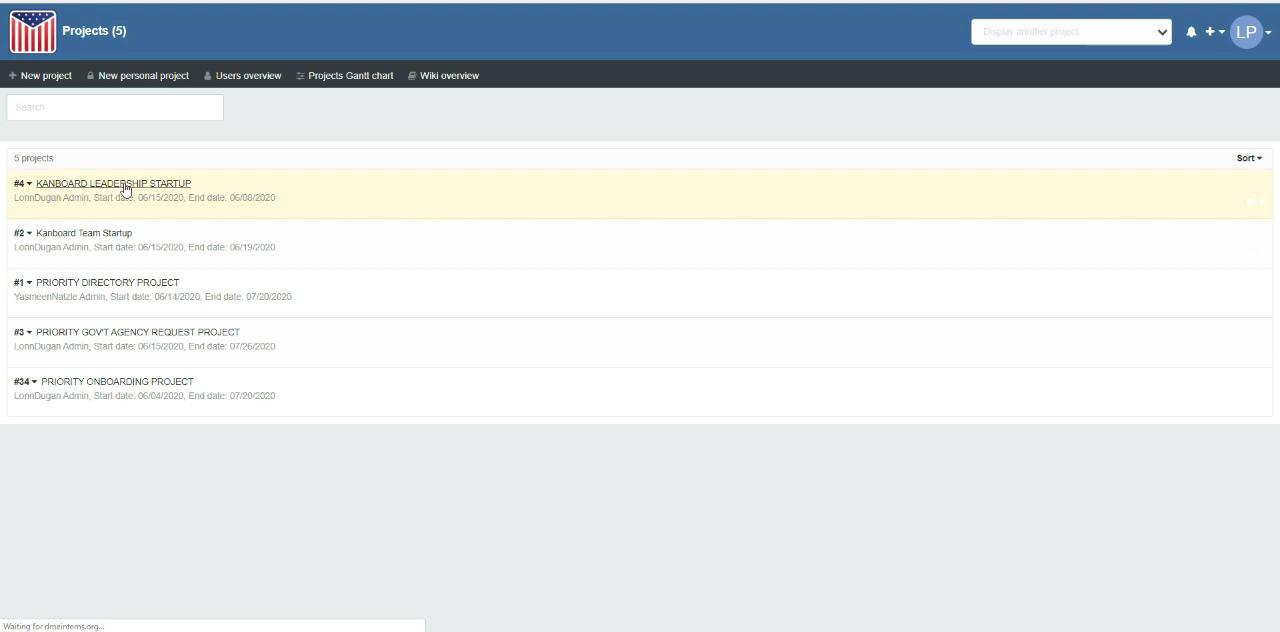 Projects (5)
Display another project
LP
New project
New personal project
Users overview
Projects Gantt chart
Wiki overview
Search
5 projects
Sort
#4 KANBOARD LEADERSHIP STARTUP
LonnDugan Admin, Start date: 06/15/2020, End date: 06/08/2020
#2 Kanboard Team Startup
LonnDugan Admin, Start date: 06/15/2020, End date: 06/19/2020
#1 PRIORITY DIRECTORY PROJECT
YasmeenNatzle Admin, Start date: 06/14/2020, End date: 07/20/2020
#3 PRIORITY GOV'T AGENCY REQUEST PROJECT
LonnDugan Admin, Start date: 06/15/2020, End date: 07/26/2020
#34 PRIORITY ONBOARDING PROJECT
LonnDugan Admin, Start date: 06/04/2020, End date: 07/20/2020
Waiting for dmeinterns.org...